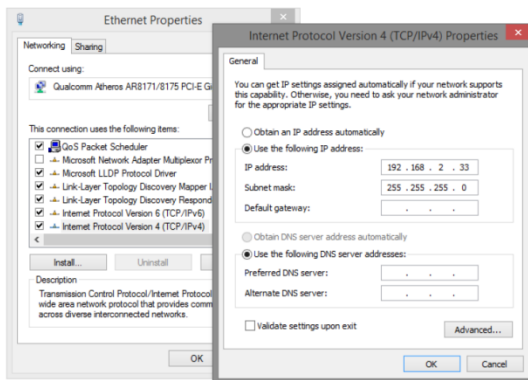 Ethernet Properties
Networking
Sharing
Connect using:
Qualcomm Atheros AR8171/8175 PCI-E
This connection uses the following items:
QoS Packet Scheduler
Microsoft Network Adapter Multiplexor
Microsoft LLDP Protocol Driver
Link-Layer Topology Discovery Mapper
Link-Layer Topology Discovery
Internet Protocol Version 6 (TCP/IPv6)
Internet Protocol Version 4 (TCP/IPv4)
Install...
Uninstall
Description
Transmission Control Protocol/Internet Protocol
wide area network protocol that provides
across diverse interconnected networks.
OK
Internet Protocol Version 4 (TCP/IPv4) Properties
General
You can get IP settings assigned automatically if your network supports
this capability. Otherwise, you need to ask your network administrator
for the appropriate IP settings.
Obtain an IP address automatically
Use the following IP address:
IP address: 192 . 168 . 2 . 33
Subnet mask: 255 . 255 . 255 . 0
Default gateway: . . .
Obtain DNS server address automatically
Use the following DNS server addresses:
Preferred DNS server: . . .
Alternate DNS server: . . .
Validate settings upon exit
Advanced...
OK
Cancel